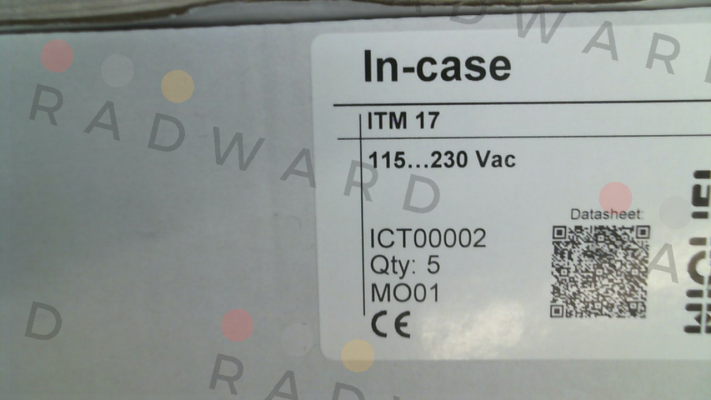 In-case
ITM 17
115...230 Vac
Datasheet:
ICT00002
Qty: 5
MO01
CE
RADWARD
RADWARD